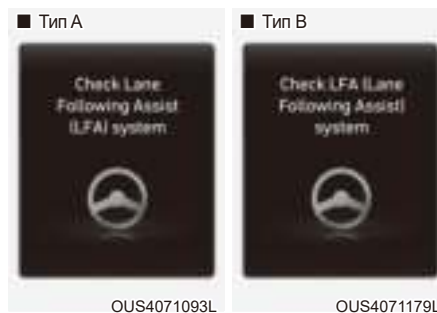 ■ Тип A
Check Lane
Following Assist
(LFA) system
OUS4071093L
■ Тип B
Check LFA (Lane
Following Assist)
system
OUS4071179L